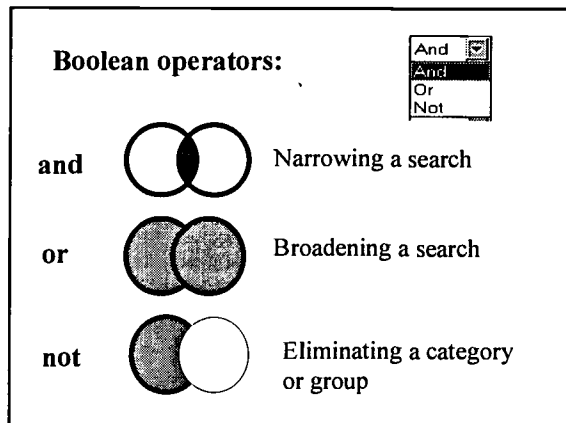 Boolean operators:
And
And
Or
Not
and
Narrowing a search
or
Broadening a search
not
Eliminating a category
or group